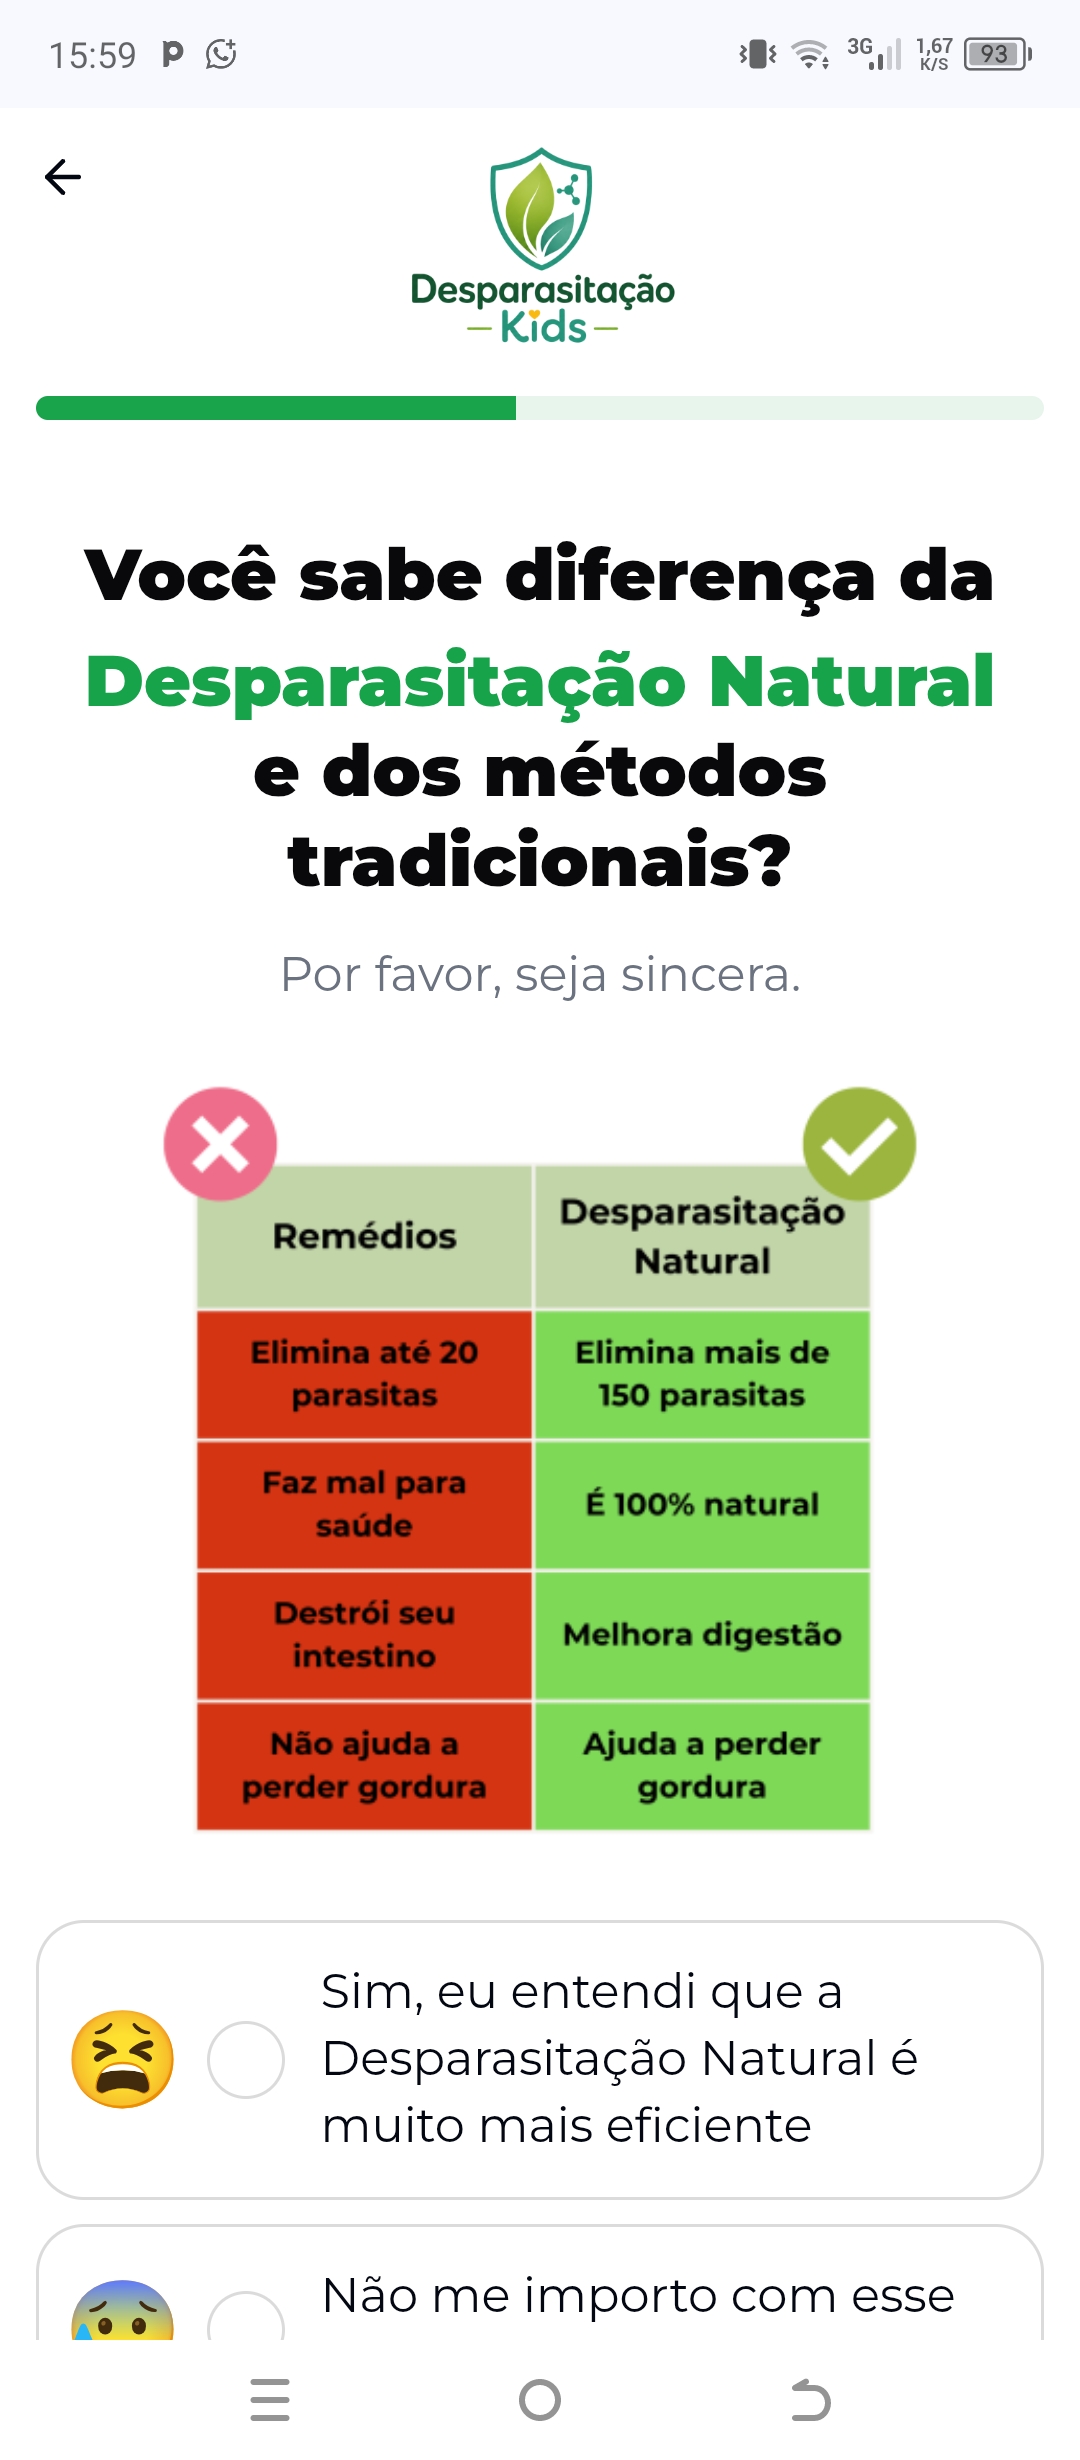 15:59
3G
1,67
K/S
93
Desparasitação
Kids
Você sabe diferença da
Desparasitação Natural
e dos métodos
tradicionais?
Por favor, seja sincera.
Remédios
Desparasitação
Natural
Elimina até 20
parasitas
Elimina mais de
150 parasitas
Faz mal para
saúde
É 100% natural
Destrói seu
intestino
Melhora digestão
Não ajuda a
perder gordura
Ajuda a perder
gordura
Sim, eu entendi que a
Desparasitação Natural é
muito mais eficiente
Não me importo com esse